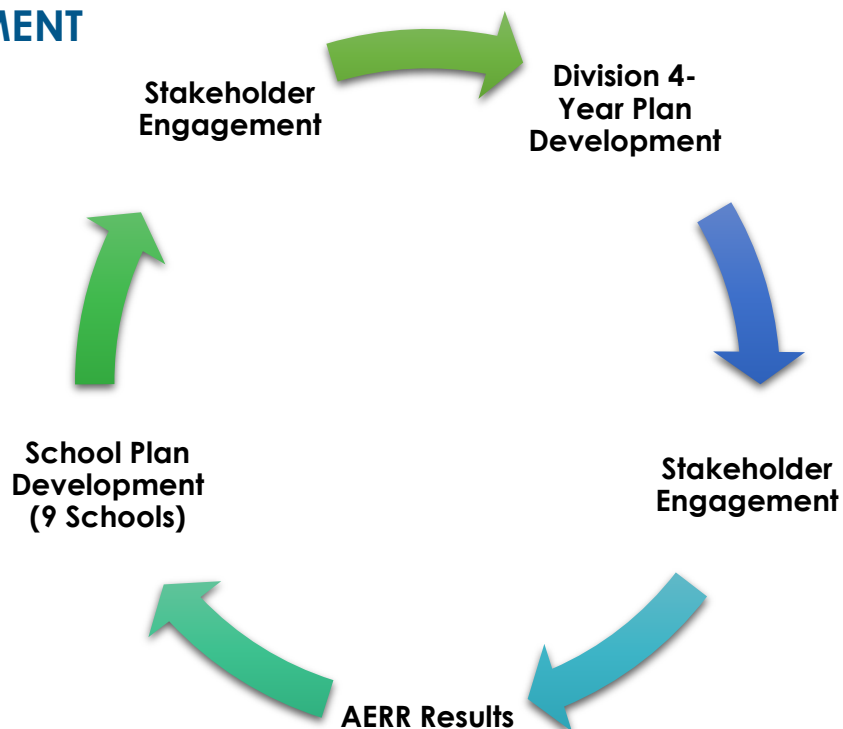 MENT
Stakeholder
Engagement
Division 4-
Year Plan
Development
Stakeholder
Engagement
AERR Results
School Plan
Development
(9 Schools)